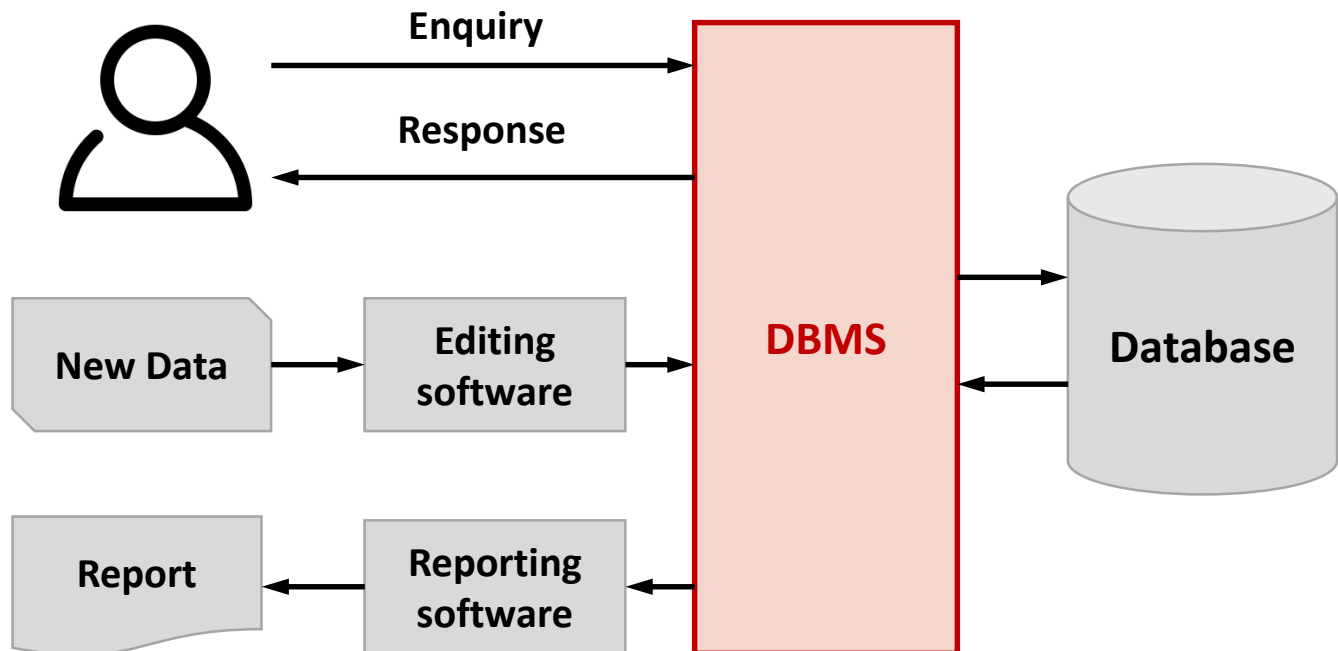 Enquiry
Response
New Data
Editing
software
DBMS
Database
Report
Reporting
software